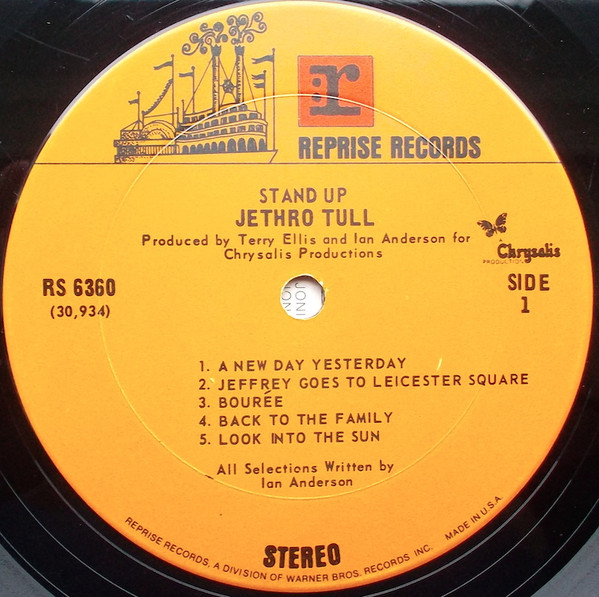 r
REPRISE RECORDS
STAND UP
JETHRO TULL
Produced by Terry Ellis and Ian Anderson for
Chrysalis Productions
A
Chrysalis
PRODUCTION
RS 6360
(30,934)
SIDE
1
JONI
JON
1. A NEW DAY YESTERDAY
2. JEFFREY GOES TO LEICESTER SQUARE
3. BOURÉE
4. BACK TO THE FAMILY
5. LOOK INTO THE SUN
All Selections Written by
Ian Anderson
STEREO
REPRISE RECORDS, A DIVISION OF WARNER BROS. RECORDS INC. MADE IN U.S.A.